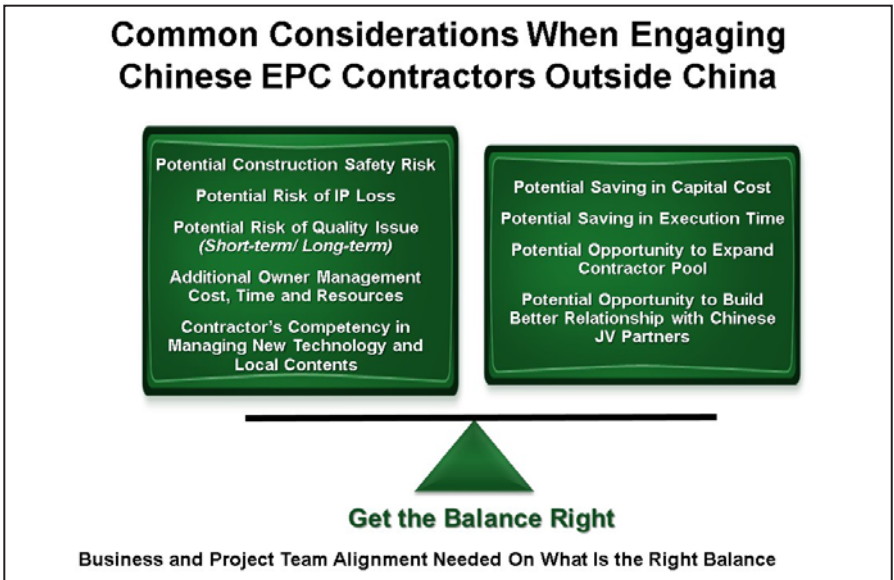 Common Considerations When Engaging
Chinese EPC Contractors Outside China
Potential Construction Safety Risk
Potential Risk of IP Loss
Potential Risk of Quality Issue
(Short-term/ Long-term)
Additional Owner Management
Cost, Time and Resources
Contractor's Competency in
Managing New Technology and
Local Contents
Potential Saving in Capital Cost
Potential Saving in Execution Time
Potential Opportunity to Expand
Contractor Pool
Potential Opportunity to Build
Better Relationship with Chinese
JV Partners
Get the Balance Right
Business and Project Team Alignment Needed On What Is the Right Balance